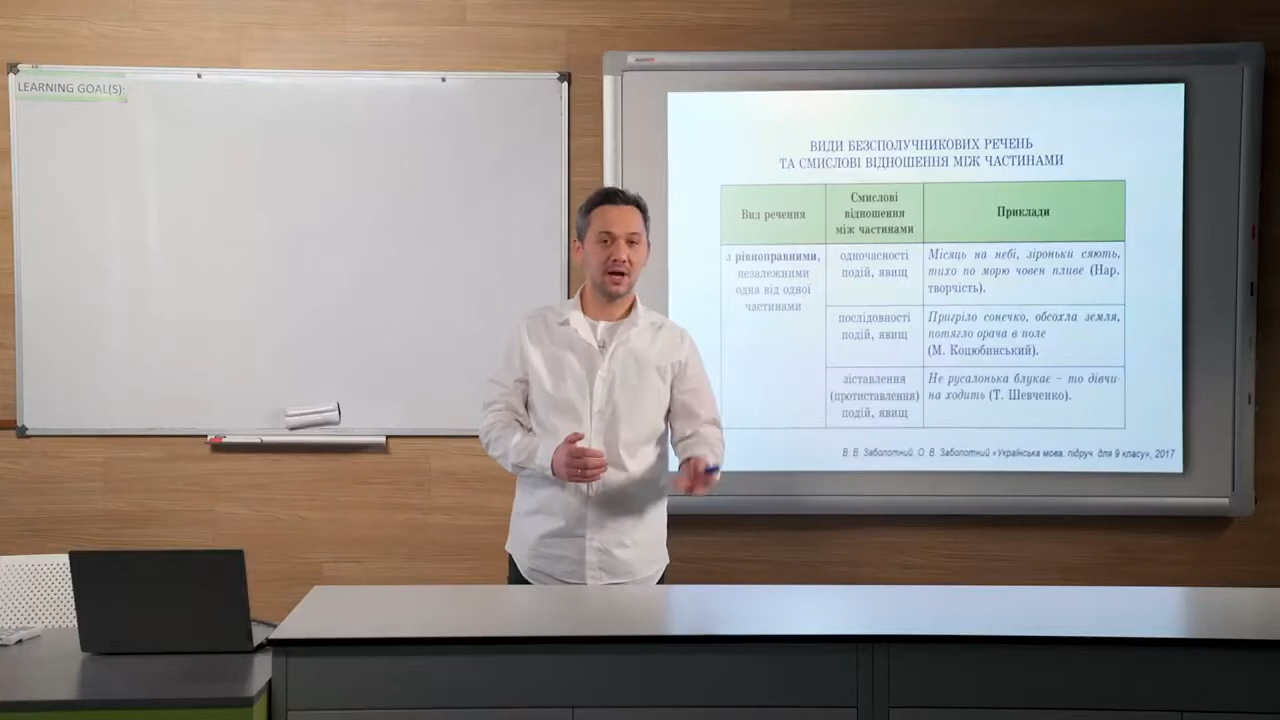 LEARNING GOAL(S):
ВИДИ БЕЗСПОЛУЧНИКОВИХ РЕЧЕНЬ
ТА СМИСЛОВІ ВІДНОШЕННЯ МІЖ ЧАСТИНАМИ
Вид речення
Смислові
відношення
між частинами
Приклади
з рівноправними,
незалежними
одна від одної
частинами
одночасності
подій, явищ
Місяць на небі, зіроньки сяють,
тихо по морю човен пливе (Нар.
творчість).
послідовності
подій, явищ
Пригріло сонечко, обсохла земля,
потягло орача в поле
(М. Коцюбинський).
зіставлення
(протиставлення)
подій, явищ
Не русалонька блукає – то дівчи-
на ходить (Т. Шевченко).
В. В. Заболотний, О. В. Заболотний «Українська мова. підруч. для 9 класу», 2017